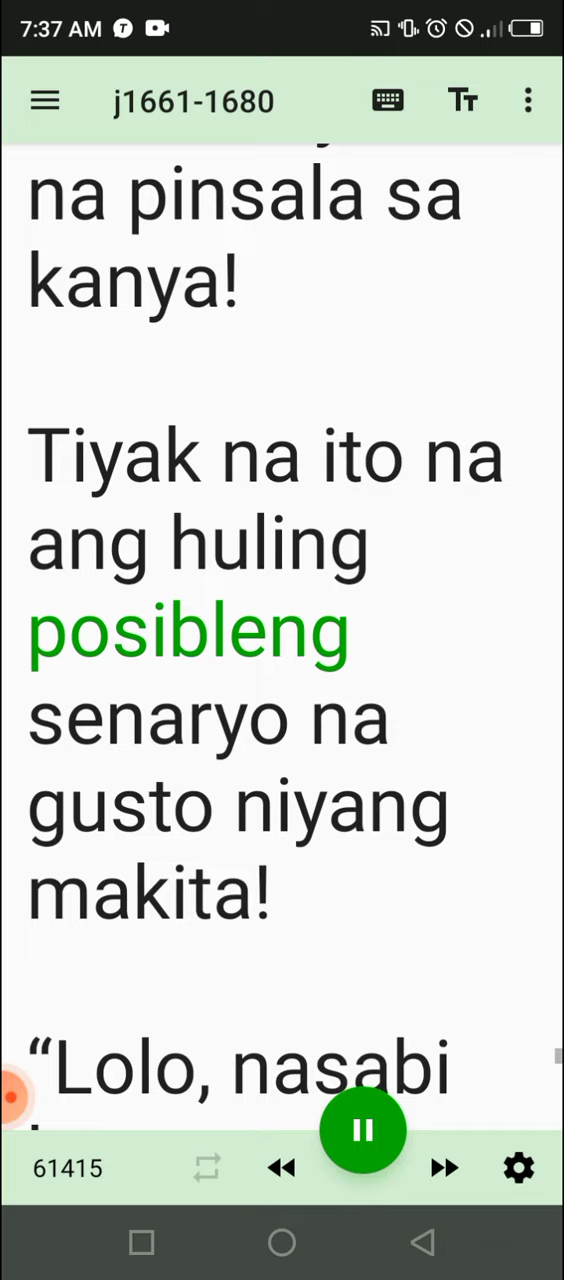 7:37 AM
j1661-1680
na pinsala sa
kanya!
Tiyak na ito na
ang huling
posibleng
senaryo na
gusto niyang
makita!
“Lolo, nasabi
61415